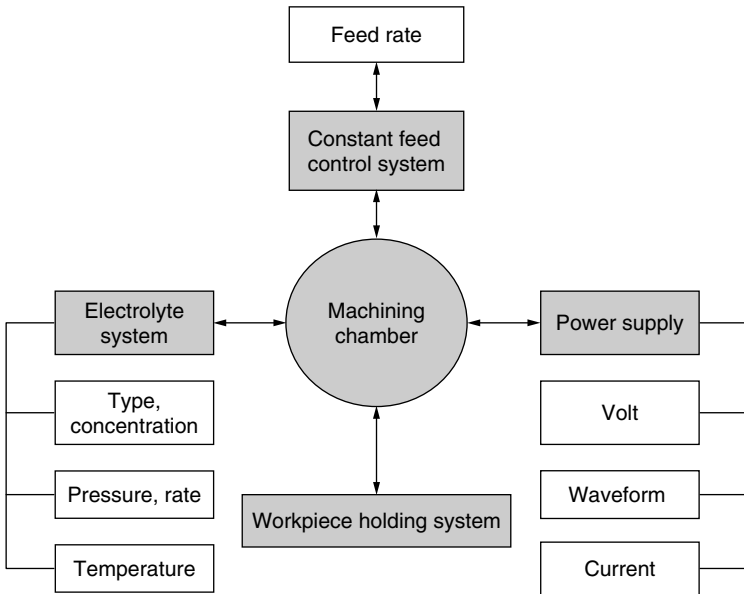 Feed rate
Constant feed
control system
Electrolyte
system
Machining
chamber
Power supply
Type,
concentration
Volt
Pressure, rate
Workpiece holding system
Waveform
Temperature
Current